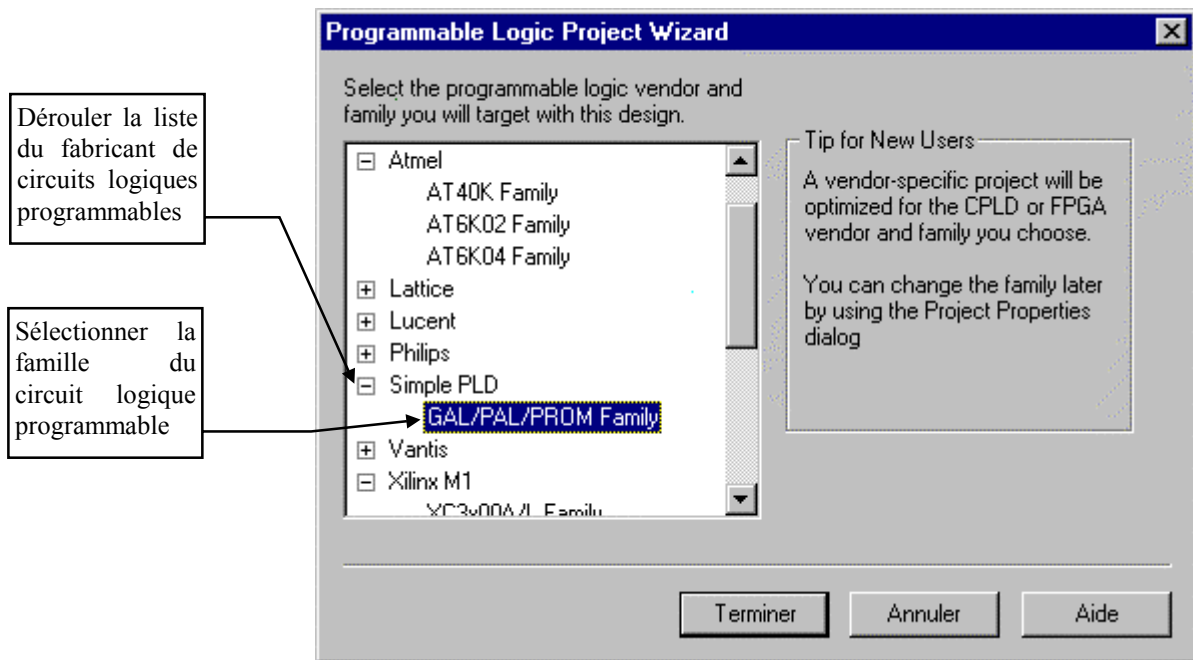 Programmable Logic Project Wizard
Select the programmable logic vendor and
family you will target with this design.
Dérouler la liste
du fabricant de
circuits logiques
programmables
Sélectionner la
famille du
circuit logique
programmable
Atmel
AT40K Family
AT6K02 Family
AT6K04 Family
Lattice
Lucent
Philips
Simple PLD
GAL/PAL/PROM Family
Vantis
Xilinx M1
XC3x00A/L Family
Tip for New Users
A vendor-specific project will be
optimized for the CPLD or FPGA
vendor and family you choose.
You can change the family later
by using the Project Properties
dialog
Terminer
Annuler
Aide